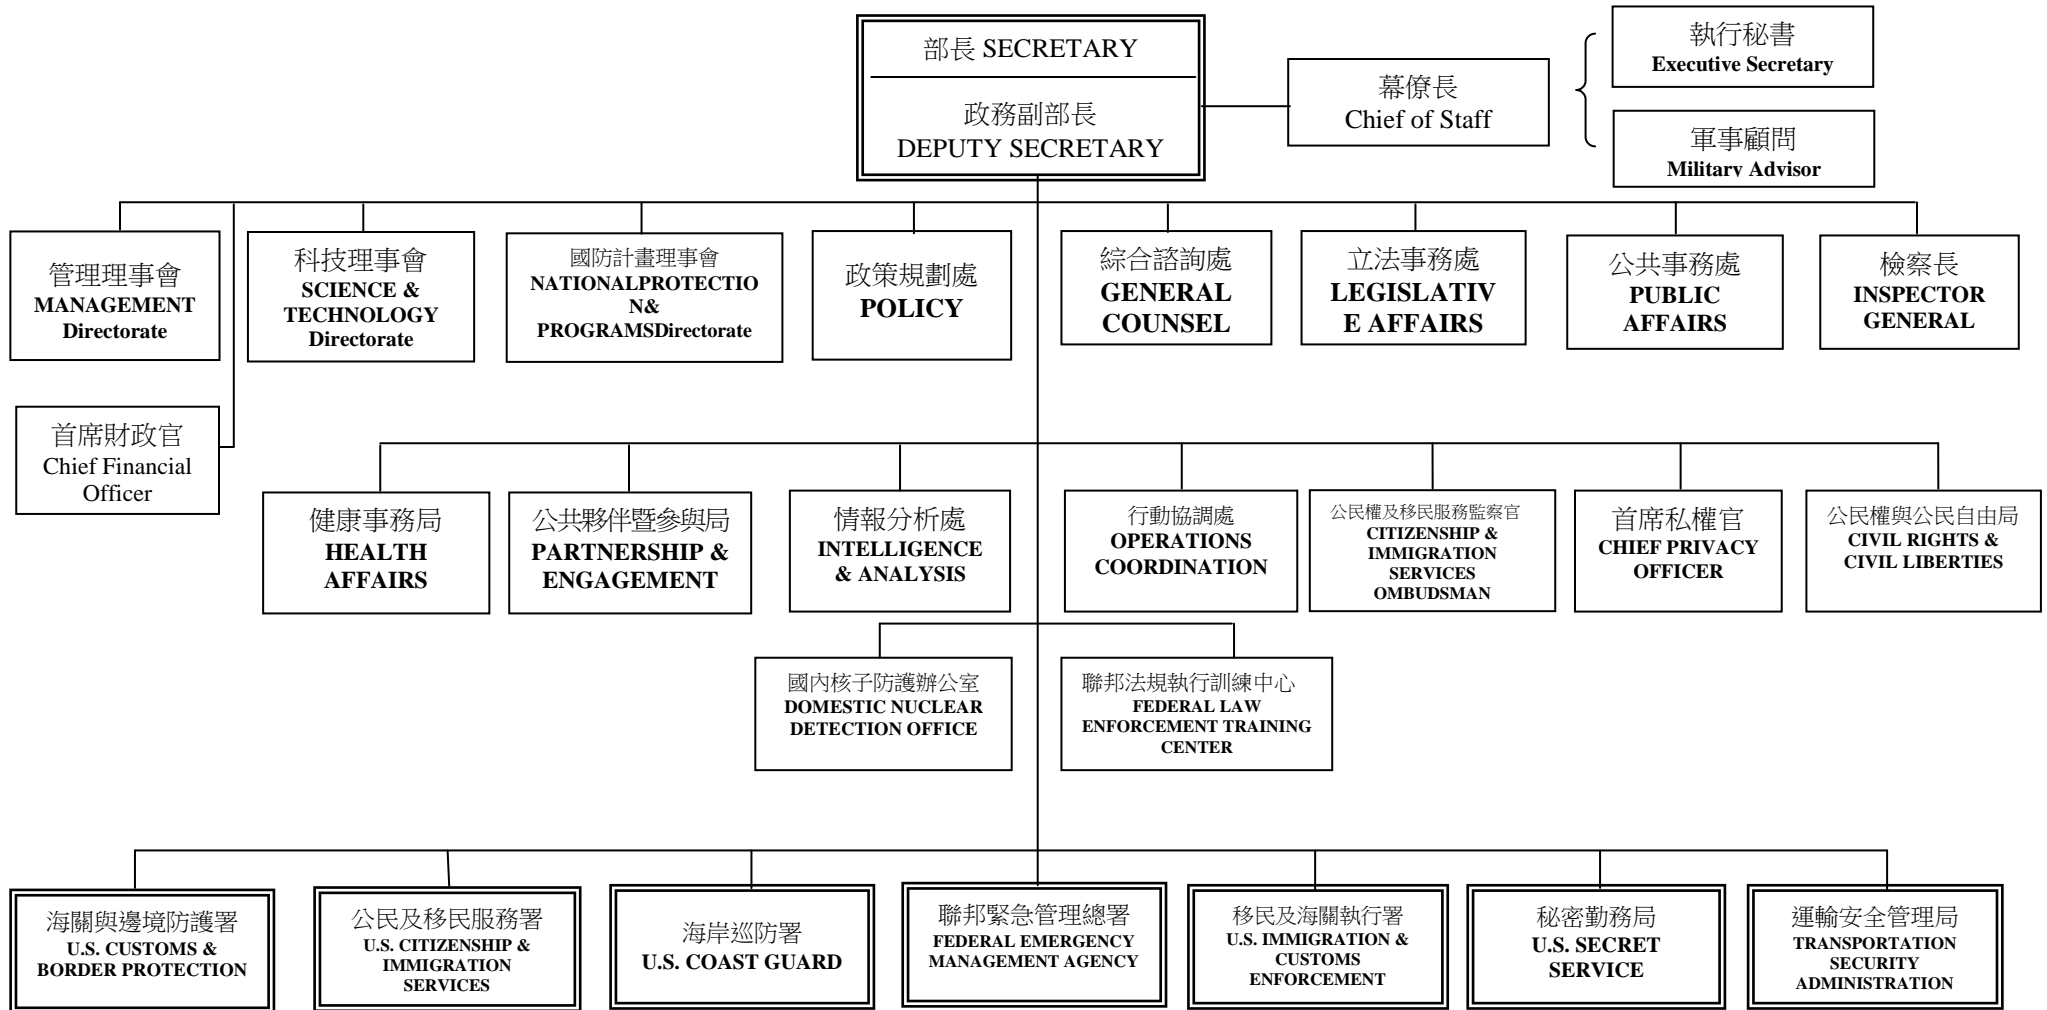 部長 SECRETARY
政務副部長
DEPUTY SECRETARY
幕僚長
Chief of Staff
執行秘書
Executive Secretary
軍事顧問
Military Advisor
管理理事會
MANAGEMENT
Directorate
科技理事會
SCIENCE &
TECHNOLOGY
Directorate
國防計畫理事會
NATIONALPROTECTIO
N&
PROGRAMSDirectorate
政策規劃處
POLICY
綜合諮詢處
GENERAL
COUNSEL
立法事務處
LEGISLATIV
E AFFAIRS
公共事務處
PUBLIC
AFFAIRS
檢察長
INSPECTOR
GENERAL
首席財政官
Chief Financial
Officer
健康事務局
HEALTH
AFFAIRS
公共夥伴暨參與局
PARTNERSHIP &
ENGAGEMENT
情報分析處
INTELLIGENCE
& ANALYSIS
行動協調處
OPERATIONS
COORDINATION
公民權及移民服務監察官
CITIZENSHIP &
IMMIGRATION
SERVICES
OMBUDSMAN
首席私權官
CHIEF PRIVACY
OFFICER
公民權與公民自由局
CIVIL RIGHTS &
CIVIL LIBERTIES
國內核子防護辦公室
DOMESTIC NUCLEAR
DETECTION OFFICE
聯邦法規執行訓練中心
FEDERAL LAW
ENFORCEMENT TRAINING
CENTER
海關與邊境防護署
U.S. CUSTOMS &
BORDER PROTECTION
公民及移民服務署
U.S. CITIZENSHIP &
IMMIGRATION
SERVICES
海岸巡防署
U.S. COAST GUARD
聯邦緊急管理總署
FEDERAL EMERGENCY
MANAGEMENT AGENCY
移民及海關執行署
U.S. IMMIGRATION &
CUSTOMS
ENFORCEMENT
秘密勤務局
U.S. SECRET
SERVICE
運輸安全管理局
TRANSPORTATION
SECURITY
ADMINISTRATION